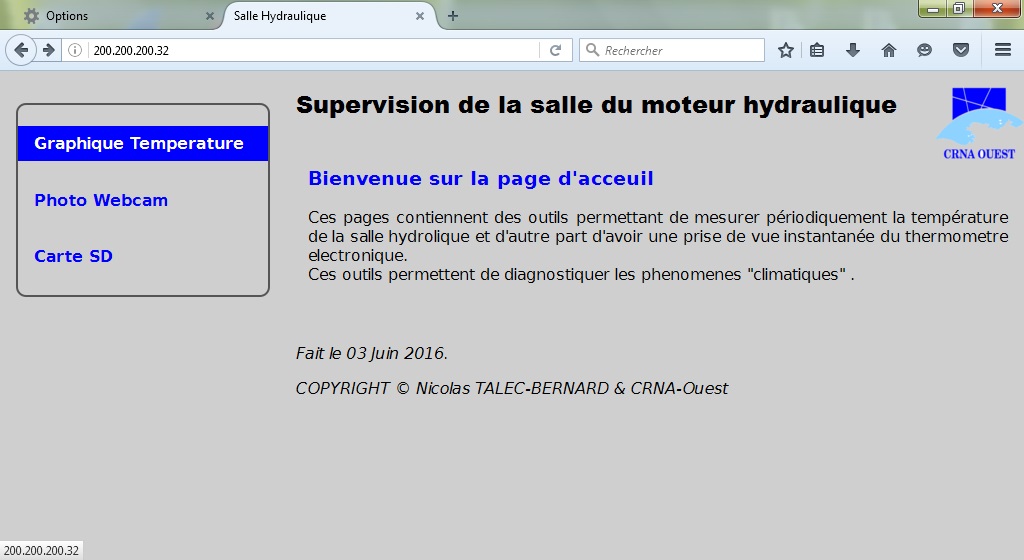 Options
Salle Hydraulique
200.200.200.32
Rechercher
Supervision de la salle du moteur hydraulique
CRNA OUEST
Graphique Temperature
Photo Webcam
Carte SD
Bienvenue sur la page d'acceuil
Ces pages contiennent des outils permettant de mesurer périodiquement la température
de la salle hydrolique et d'autre part d'avoir une prise de vue instantanée du thermometre
electronique.
Ces outils permettent de diagnostiquer les phenomenes "climatiques" .
Fait le 03 Juin 2016.
COPYRIGHT © Nicolas TALEC-BERNARD & CRNA-Ouest
200.200.200.32